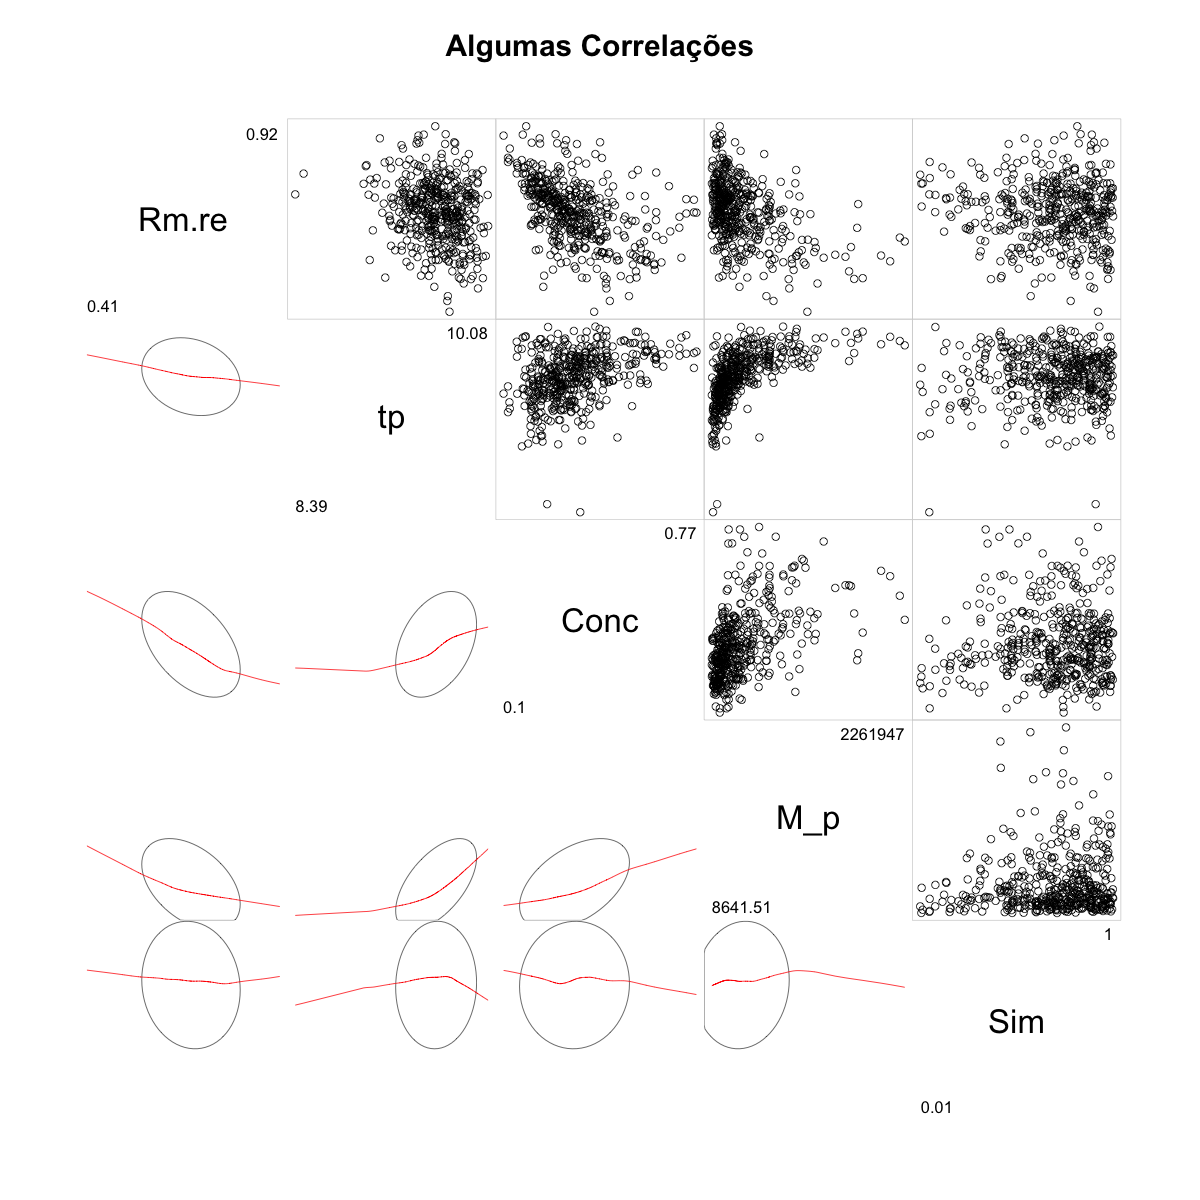 Algumas Correlações
0.92
Rm.re
0.41
10.08
tp
8.39
0.77
Conc
0.1
2261947
M_p
8641.51
1
Sim
0.01